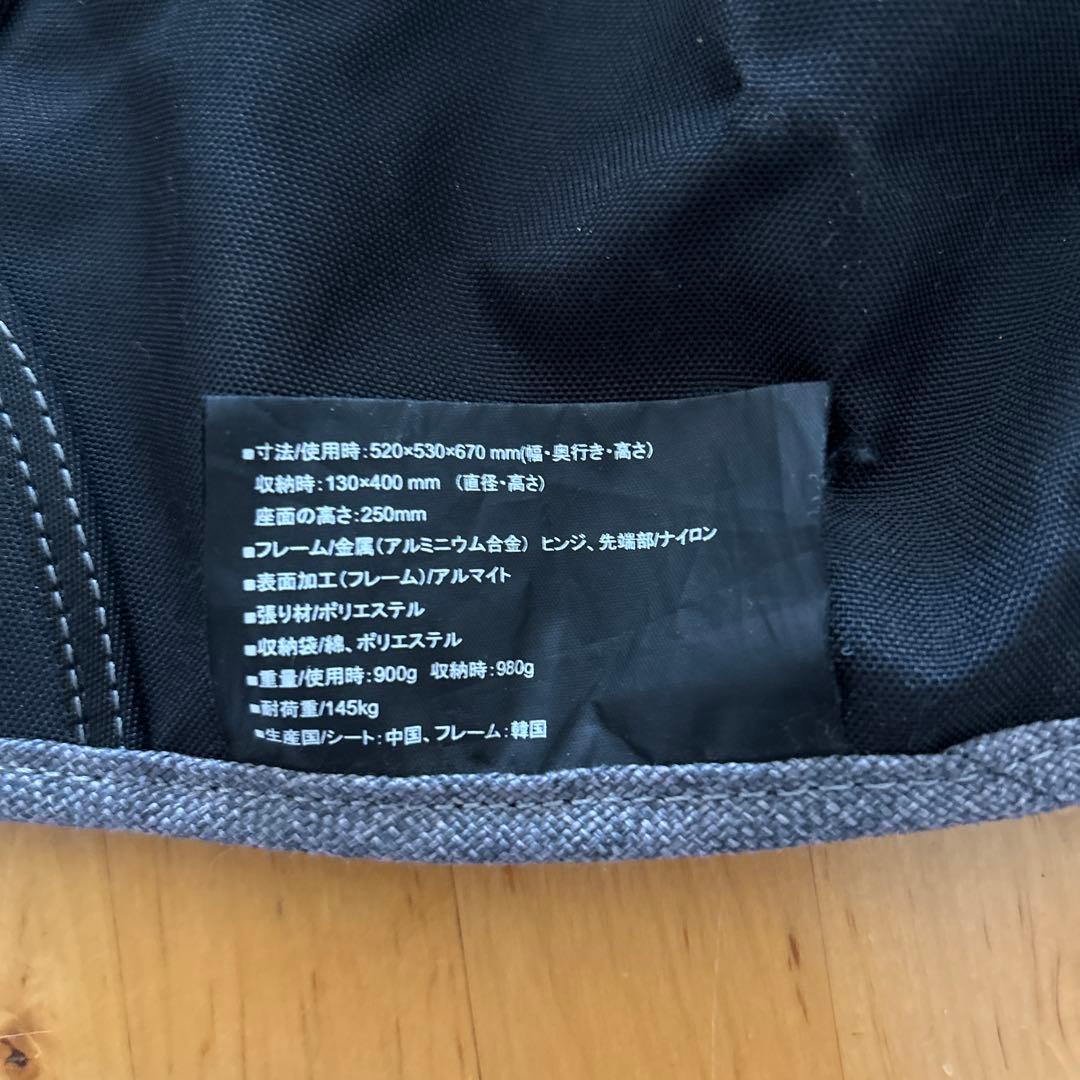 ■寸法/使用時:520×530×670 mm(幅・奥行き・高さ)
収納時:130×400 mm (直径・高さ)
座面の高さ:250mm
■フレーム/金属(アルミニウム合金) ヒンジ、先端部/ナイロン
■表面加工(フレーム)/アルマイト
■張り材/ポリエステル
■収納袋/綿、ポリエステル
■重量/使用時:900g 収納時:980g
■耐荷重/145kg
■生産国/シート:中国、フレーム:韓国